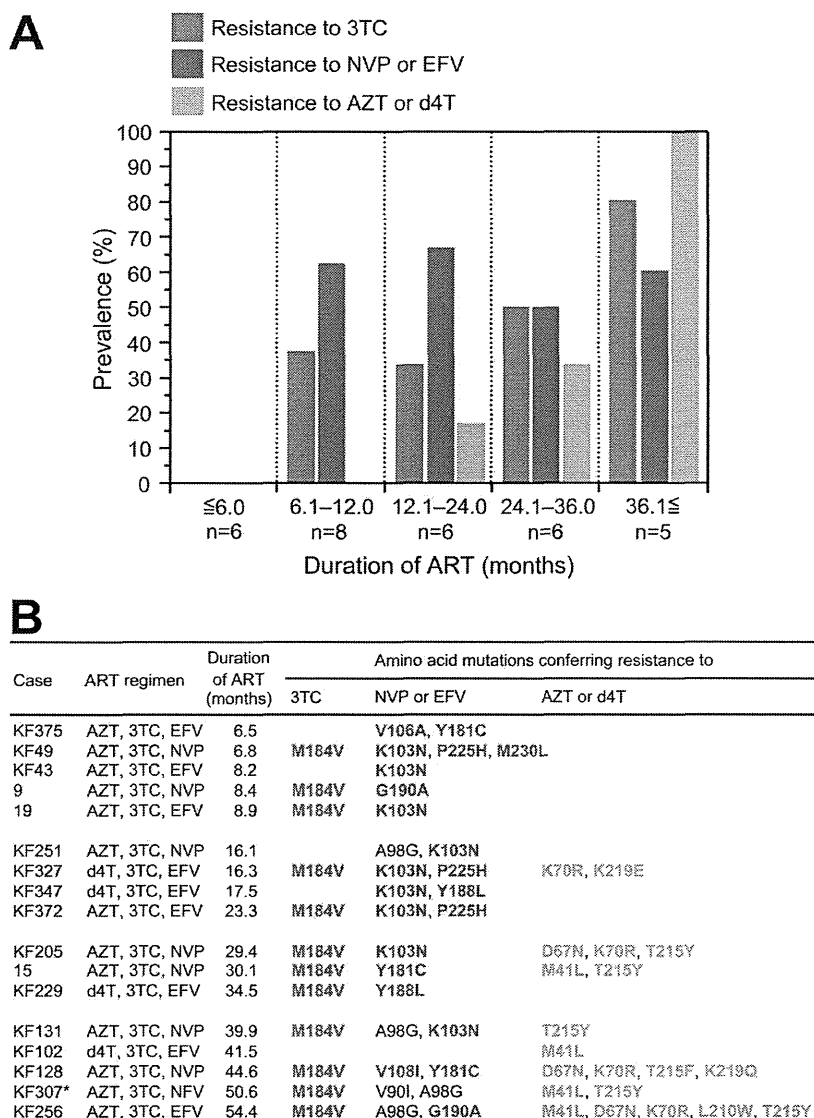 A
Resistance to 3TC
Resistance to NVP or EFV
Resistance to AZT or d4T
Prevalence (%)
100
90
80
70
60
50
40
30
20
10
0
≦6.0 6.1–12.0 12.1–24.0 24.1–36.0 36.1≦
n=6 n=8 n=6 n=6 n=5
Duration of ART (months)
B
Case ART regimen Duration of ART (months) Amino acid mutations conferring resistance to
3TC NVP or EFV AZT or d4T
KF375 AZT, 3TC, EFV 6.5 V106A, Y181C
KF49 AZT, 3TC, NVP 6.8 M184V K103N, P225H, M230L
KF43 AZT, 3TC, EFV 8.2 K103N
9 AZT, 3TC, NVP 8.4 M184V G190A
19 AZT, 3TC, EFV 8.9 M184V K103N
KF251 AZT, 3TC, NVP 16.1 A98G, K103N
KF327 d4T, 3TC, EFV 16.3 M184V K103N, P225H K70R, K219E
KF347 d4T, 3TC, EFV 17.5 K103N, Y188L
KF372 AZT, 3TC, EFV 23.3 M184V K103N, P225H
KF205 AZT, 3TC, NVP 29.4 M184V K103N D67N, K70R, T215Y
15 AZT, 3TC, NVP 30.1 M184V Y181C M41L, T215Y
KF229 d4T, 3TC, EFV 34.5 M184V Y188L
KF131 AZT, 3TC, NVP 39.9 M184V A98G, K103N T215Y
KF102 d4T, 3TC, EFV 41.5 M41L
KF128 AZT, 3TC, NVP 44.6 M184V V108I, Y181C D67N, K70R, T215F, K219Q
KF307* AZT, 3TC, NFV 50.6 M184V V90I, A98G M41L, T215Y
KF256 AZT, 3TC, EFV 54.4 M184V A98G, G190A M41L, D67N, K70R, L210W, T215Y